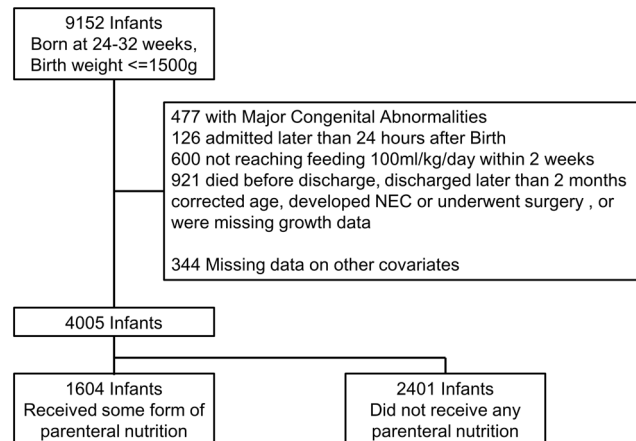 9152 Infants
Born at 24-32 weeks,
Birth weight <=1500g
477 with Major Congenital Abnormalities
126 admitted later than 24 hours after Birth
600 not reaching feeding 100ml/kg/day within 2 weeks
921 died before discharge, discharged later than 2 months
corrected age, developed NEC or underwent surgery , or
were missing growth data
344 Missing data on other covariates
4005 Infants
1604 Infants
Received some form of
parenteral nutrition
2401 Infants
Did not receive any
parenteral nutrition